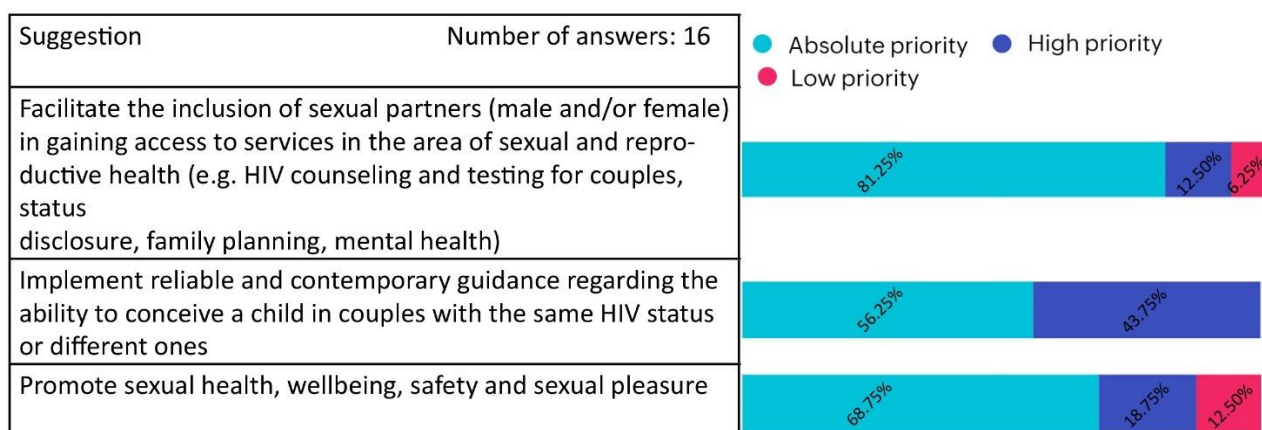 Suggestion Number of answers: 16
Absolute priority High priority
Low priority
Facilitate the inclusion of sexual partners (male and/or female)
in gaining access to services in the area of sexual and repro-
ductive health (e.g. HIV counseling and testing for couples,
status
disclosure, family planning, mental health)
81.25% 12.50% 6.25%
Implement reliable and contemporary guidance regarding the
ability to conceive a child in couples with the same HIV status
or different ones
56.25% 43.75%
Promote sexual health, wellbeing, safety and sexual pleasure
68.75% 18.75% 12.50%